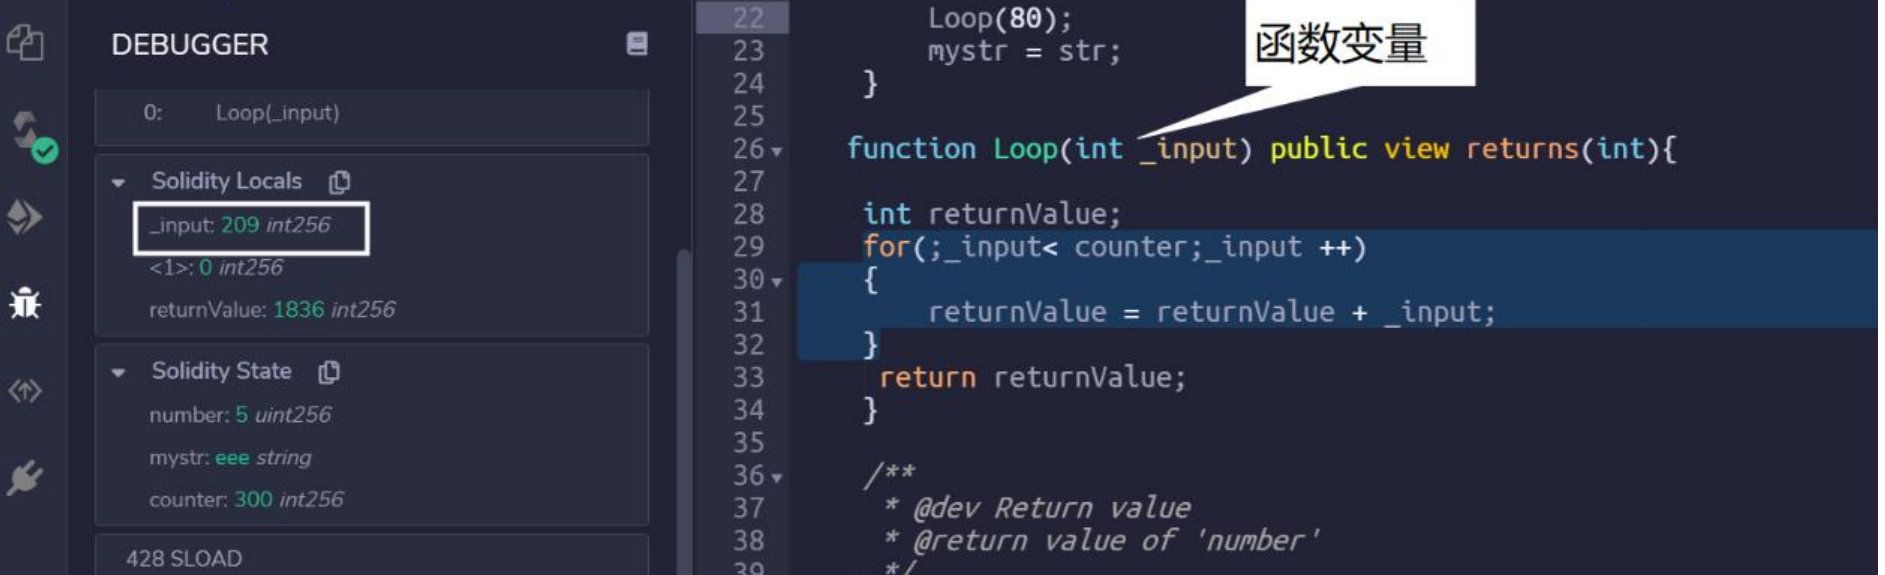 DEBUGGER
0: Loop(_input)
Solidity Locals
_input: 209 int256
<1>: 0 int256
returnValue: 1836 int256
Solidity State
number: 5 uint256
mystr: eee string
counter: 300 int256
428 SLOAD
22 Loop(80);
23 mystr = str;
24 }
25
26 function Loop(int _input) public view returns(int){
27
28 int returnValue;
29 for(;_input< counter;_input ++)
30 {
31 returnValue = returnValue + _input;
32 }
33 return returnValue;
34 }
35
36 /**
37 * @dev Return value
38 * @return value of 'number'
39 */
函数变量